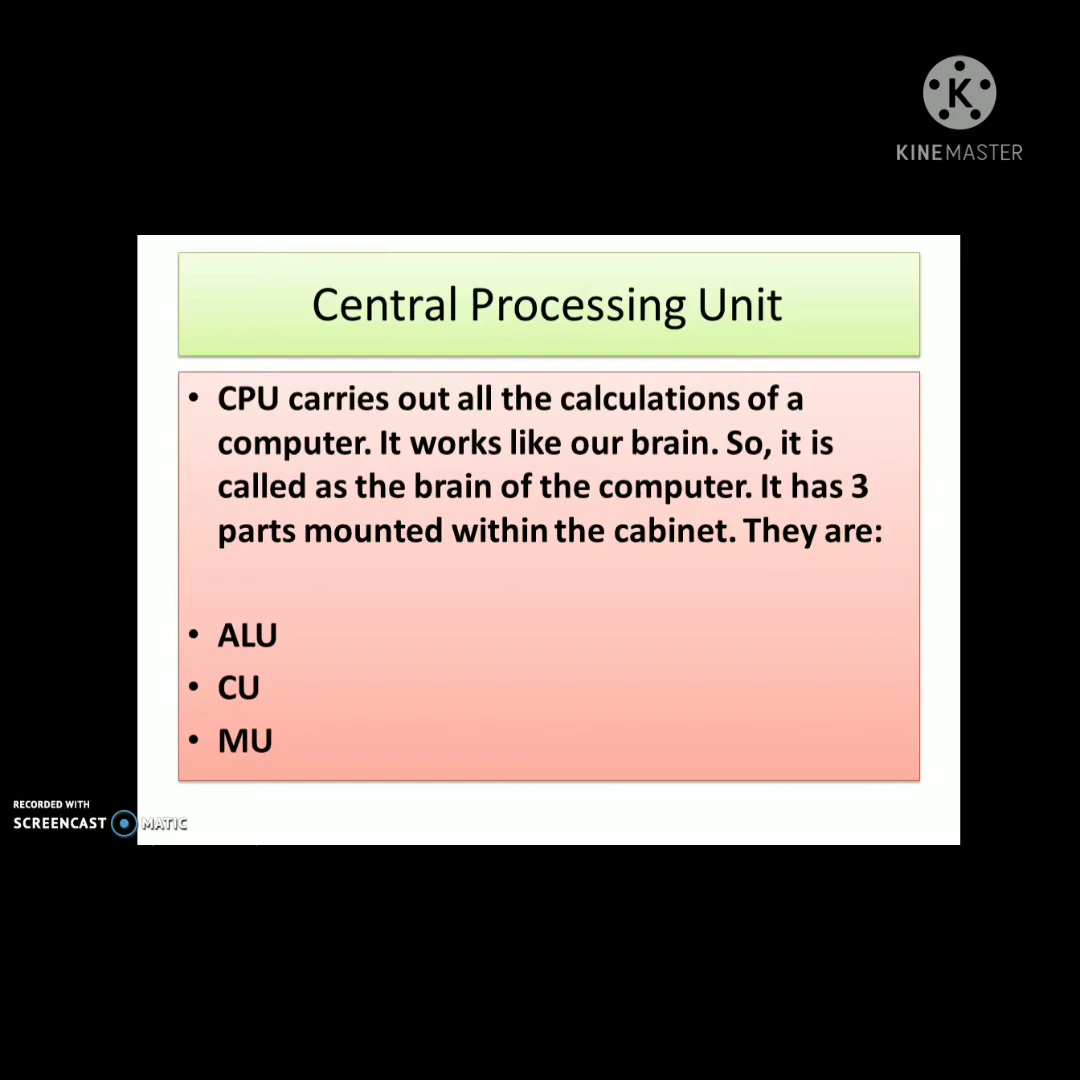 K
KINEMASTER
Central Processing Unit
• CPU carries out all the calculations of a
computer. It works like our brain. So, it is
called as the brain of the computer. It has 3
parts mounted within the cabinet. They are:
• ALU
• CU
• MU
RECORDED WITH
SCREENCAST MATIC